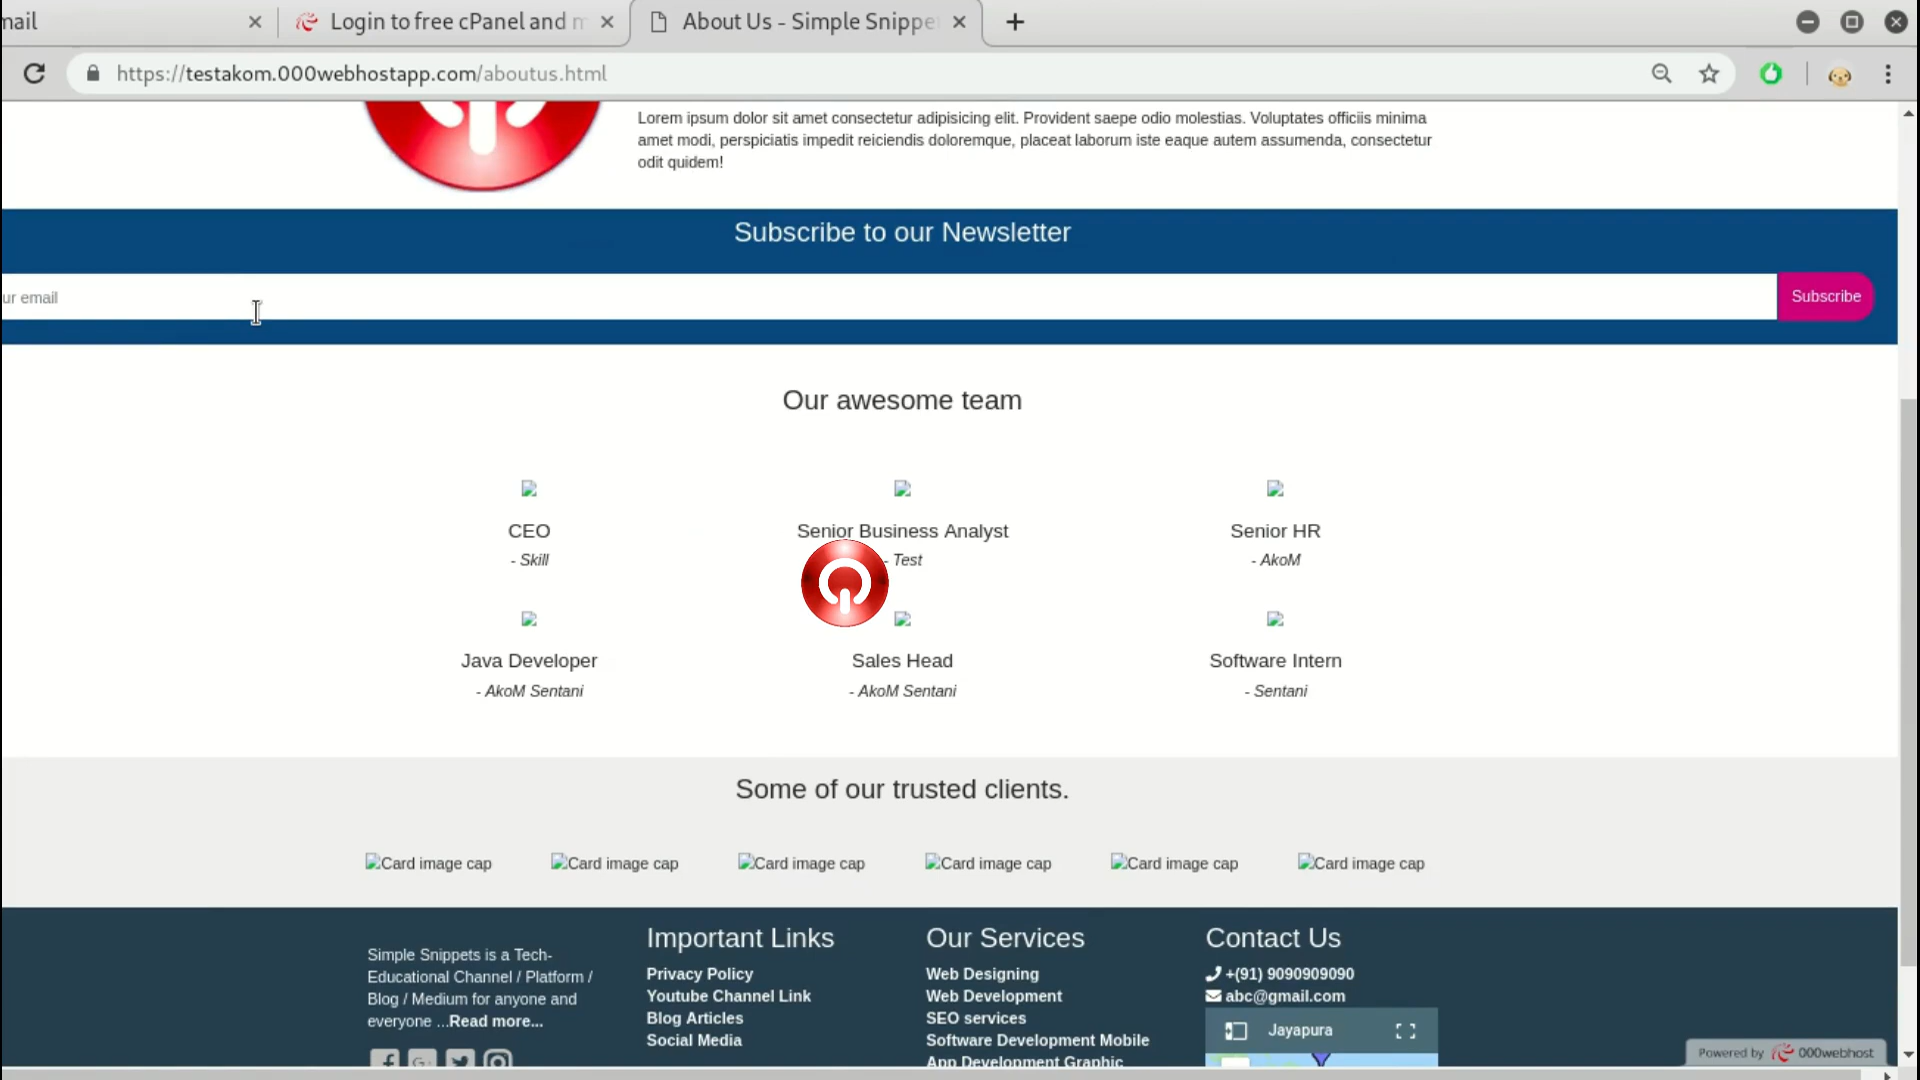 mail
Login to free cPanel and m
About Us - Simple Snippe
https://testakom.000webhostapp.com/aboutus.html
Lorem ipsum dolor sit amet consectetur adipisicing elit. Provident saepe odio molestias. Voluptates officiis minima
amet modi, perspiciatis impedit reiciendis doloremque, placeat laborum iste eaque autem assumenda, consectetur
odit quidem!
Subscribe to our Newsletter
ur email
Subscribe
Our awesome team
CEO
- Skill
Senior Business Analyst
- Test
Senior HR
- AkoM
Java Developer
- AkoM Sentani
Sales Head
- AkoM Sentani
Software Intern
- Sentani
Some of our trusted clients.
Card image cap
Card image cap
Card image cap
Card image cap
Card image cap
Card image cap
Simple Snippets is a Tech-
Educational Channel / Platform /
Blog / Medium for anyone and
everyone ...Read more...
Important Links
Privacy Policy
Youtube Channel Link
Blog Articles
Social Media
Our Services
Web Designing
Web Development
SEO services
Software Development Mobile
App Development Graphic
Contact Us
+(91) 9090909090
abc@gmail.com
Jayapura
Powered by 000webhost